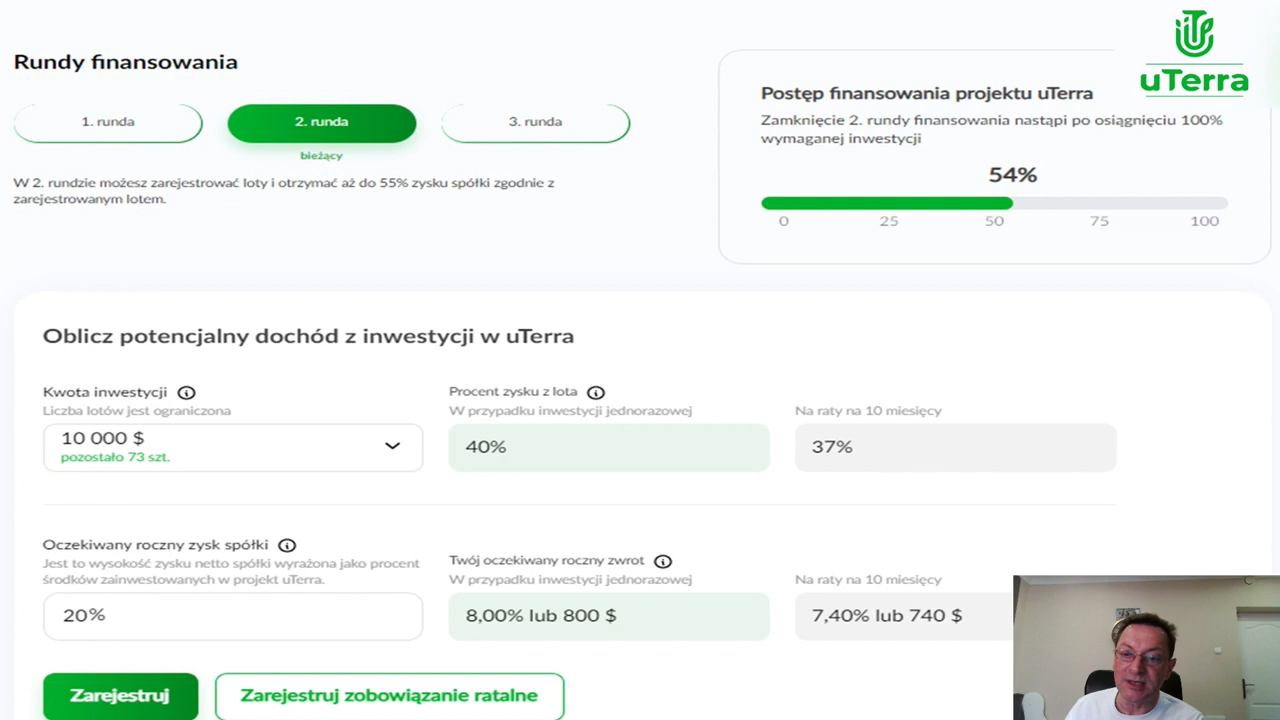 uTerra
Rundy finansowania
1. runda
2. runda
3. runda
bieżący
W 2. rundzie możesz zarejestrować loty i otrzymać aż do 55% zysku spółki zgodnie z
zarejestrowanym lotem.
Postęp finansowania projektu uTerra
Zamknięcie 2. rundy finansowania nastąpi po osiągnięciu 100%
wymaganej inwestycji
54%
0 25 50 75 100
Oblicz potencjalny dochód z inwestycji w uTerra
Kwota inwestycji
Liczba lotów jest ograniczona
10 000 $
pozostało 73 szt.
Procent zysku z lota
W przypadku inwestycji jednorazowej
40%
Na raty na 10 miesięcy
37%
Oczekiwany roczny zysk spółki
Jest to wysokość zysku netto spółki wyrażona jako procent
środków zainwestowanych w projekt uTerra.
20%
Twój oczekiwany roczny zwrot
W przypadku inwestycji jednorazowej
8,00% lub 800 $
Na raty na 10 miesięcy
7,40% lub 740 $
Zarejestruj
Zarejestruj zobowiązanie ratalne